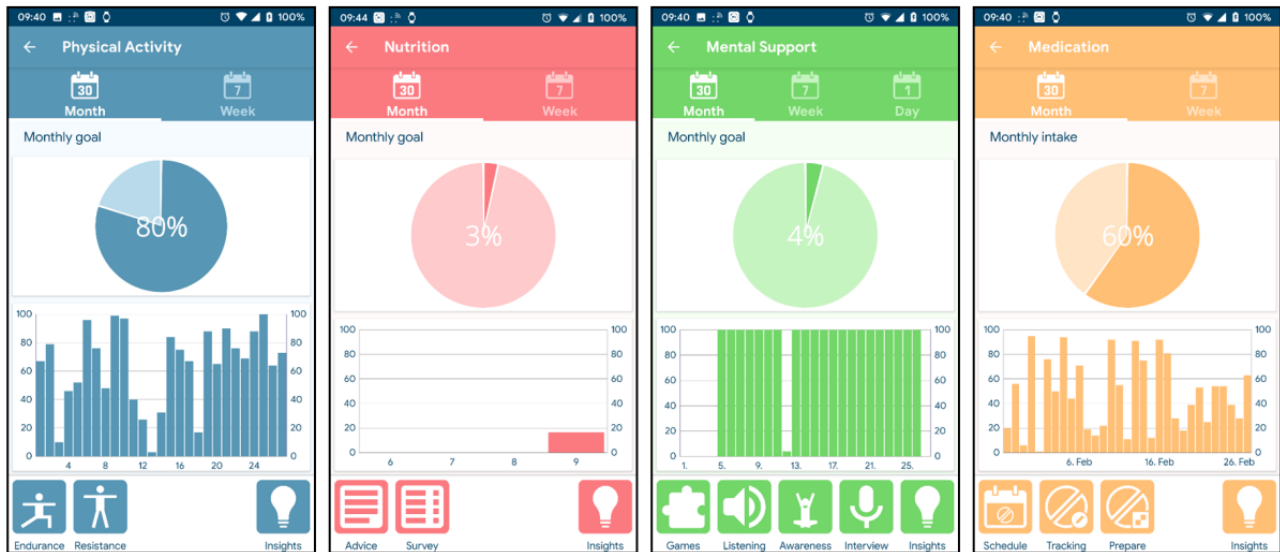 09:40 100%
Physical Activity
30 7
Month Week
Monthly goal
80%
100 100
80 80
60 60
40 40
20 20
0 0
4 8 12 16 20 24
Endurance Resistance Insights
09:44 100%
Nutrition
30 7
Month Week
Monthly goal
3%
100 100
80 80
60 60
40 40
20 20
0 0
6 7 8 9
Advice Survey Insights
09:40 100%
Mental Support
30 7 1
Month Week Day
Monthly goal
4%
100 100
80 80
60 60
40 40
20 20
0 0
1. 5. 9. 13. 17. 21. 25.
Games Listening Awareness Interview Insights
09:40 100%
Medication
30 7
Month Week
Monthly intake
60%
100 100
80 80
60 60
40 40
20 20
0 0
6. Feb 16. Feb 26. Feb
Schedule Tracking Prepare Insights